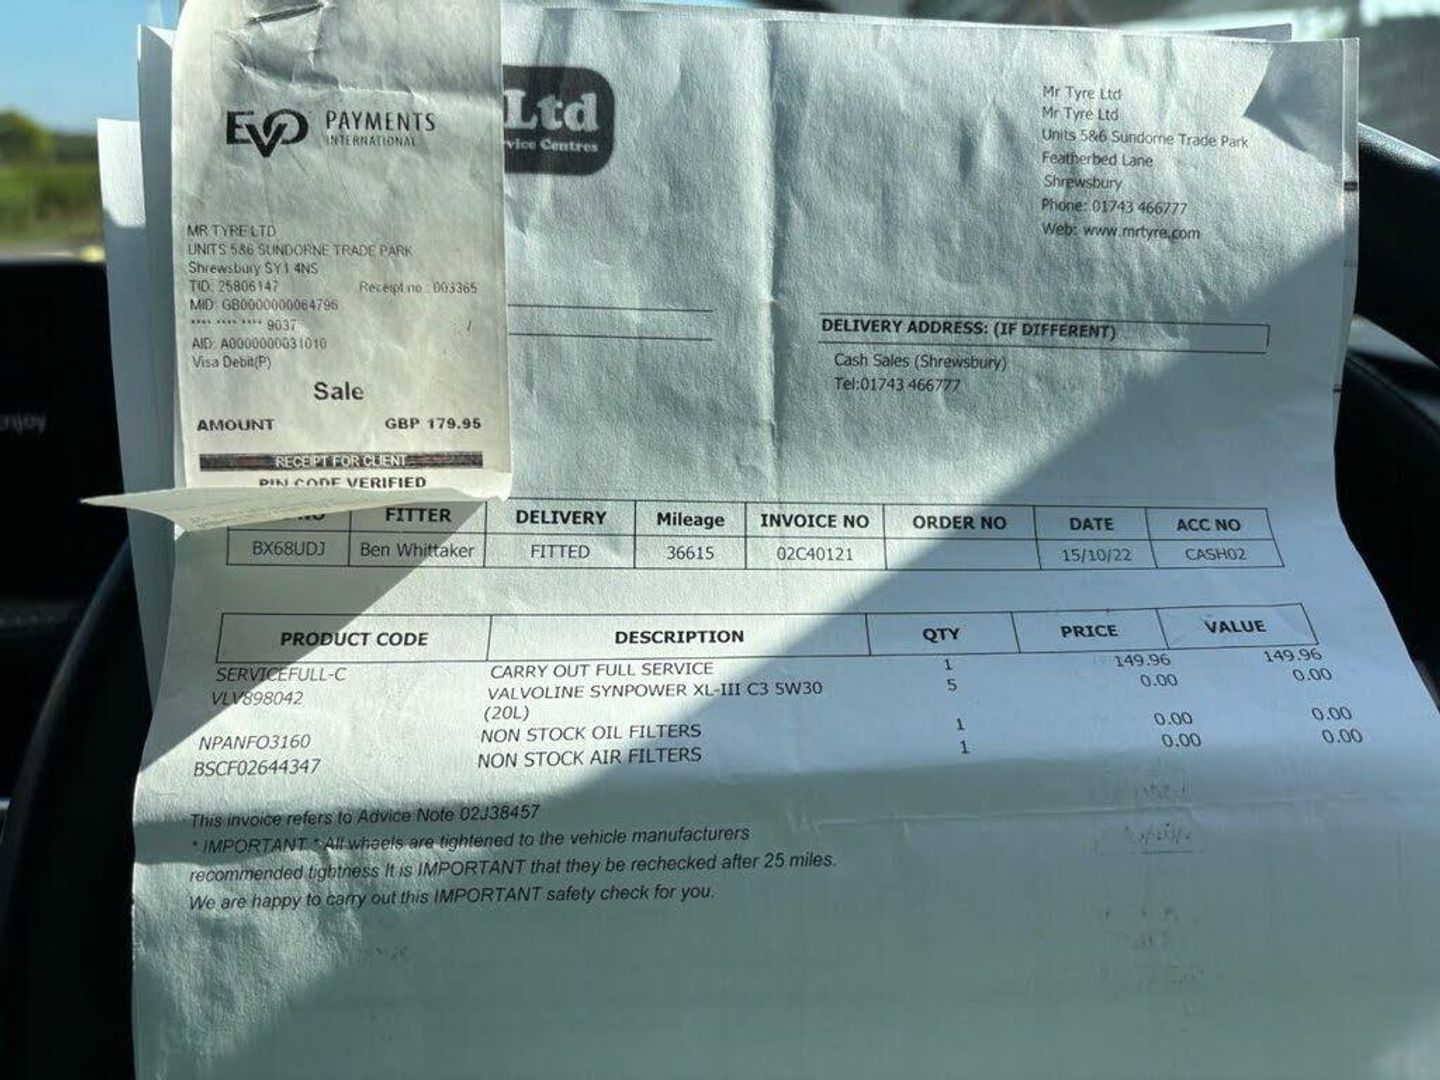 EVO PAYMENTS
INTERNATIONAL
MR TYRE LTD
UNITS 5&6 SUNDORNE TRADE PARK
Shrewsbury SY1 4NS
TID: 25806147 Receipt no : 003365
MID: GB0000000064796
**** **** **** 9037 /
AID: A0000000031010
Visa Debit(P)
Sale
AMOUNT GBP 179.95
RECEIPT FOR CLIENT
PIN CODE VERIFIED
Ltd
vice Centres
Mr Tyre Ltd
Mr Tyre Ltd
Units 5&6 Sundorne Trade Park
Featherbed Lane
Shrewsbury
Phone: 01743 466777
Web: www.mrtyre.com
DELIVERY ADDRESS: (IF DIFFERENT)
Cash Sales (Shrewsbury)
Tel:01743 466777
NO FITTER DELIVERY Mileage INVOICE NO ORDER NO DATE ACC NO
BX68UDJ Ben Whittaker FITTED 36615 02C40121 15/10/22 CASH02
PRODUCT CODE DESCRIPTION QTY PRICE VALUE
SERVICEFULL-C CARRY OUT FULL SERVICE 1 149.96 149.96
VLV898042 VALVOLINE SYNPOWER XL-III C3 5W30 5 0.00 0.00
(20L)
NPANFO3160 NON STOCK OIL FILTERS 1 0.00 0.00
BSCF02644347 NON STOCK AIR FILTERS 1 0.00 0.00
This invoice refers to Advice Note 02J38457
* IMPORTANT * All wheels are tightened to the vehicle manufacturers
recommended tightness It is IMPORTANT that they be rechecked after 25 miles.
We are happy to carry out this IMPORTANT safety check for you.
enjoy